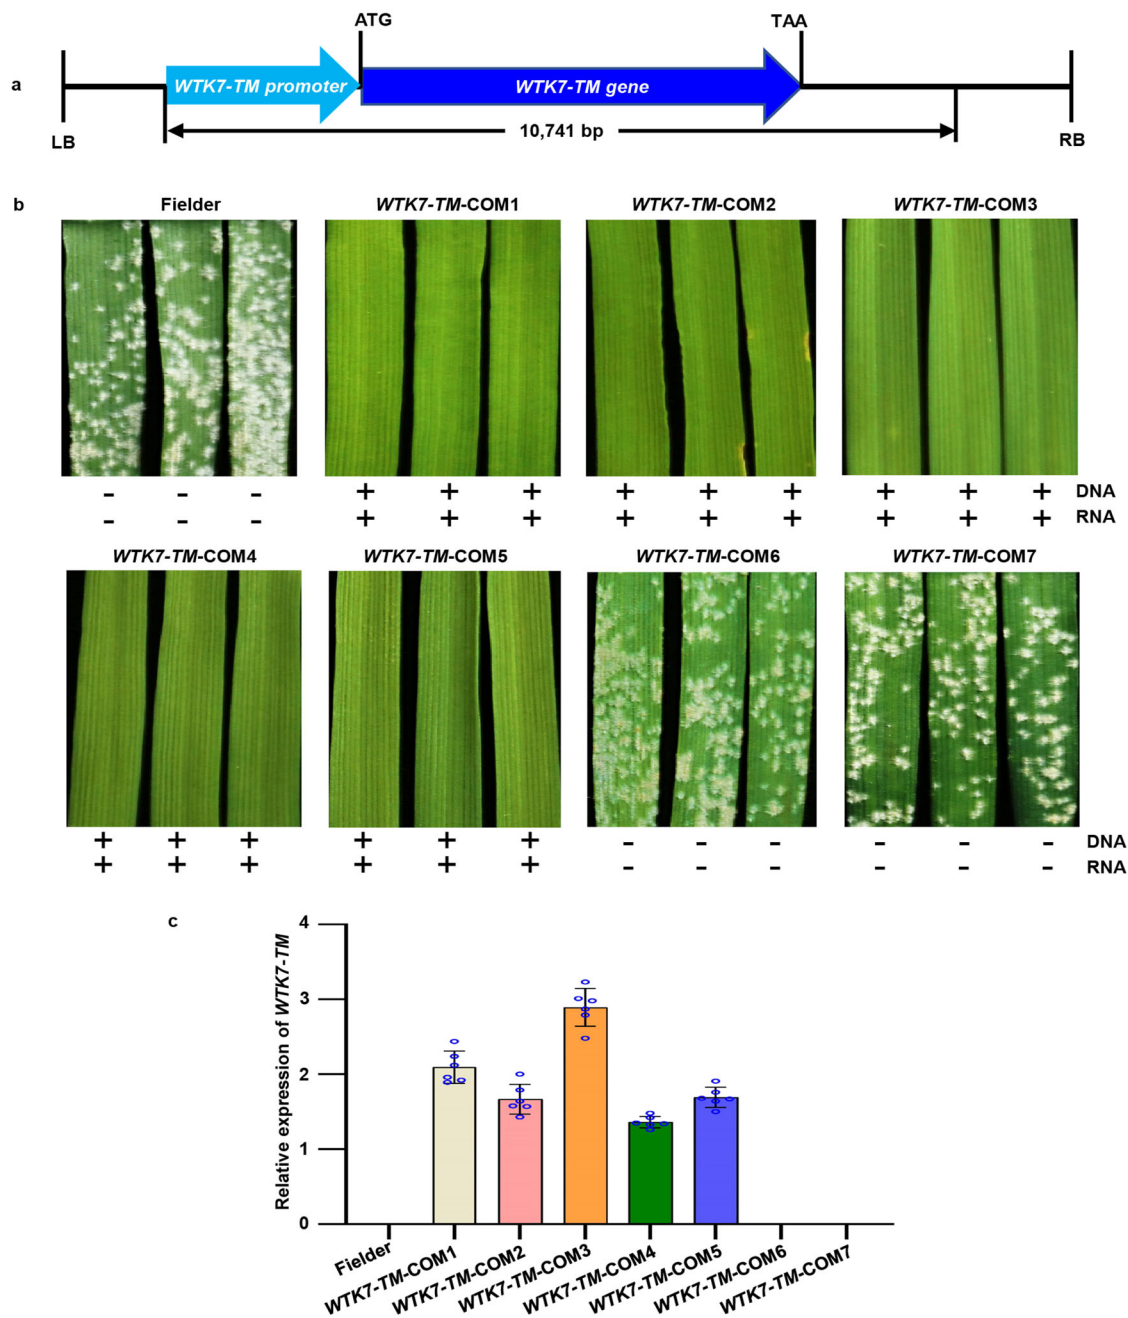 a
LB
WTK7-TM promoter
ATG
WTK7-TM gene
TAA
10,741 bp
RB
b
Fielder
WTK7-TM-COM1
WTK7-TM-COM2
WTK7-TM-COM3
- - - + + + + + + + + + DNA
- - - + + + + + + + + + RNA
WTK7-TM-COM4
WTK7-TM-COM5
WTK7-TM-COM6
WTK7-TM-COM7
+ + + + + + - - - - - - DNA
+ + + + + + - - - - - - RNA
c
Relative expression of WTK7-TM
4
3
2
1
0
Fielder
WTK7-TM-COM1
WTK7-TM-COM2
WTK7-TM-COM3
WTK7-TM-COM4
WTK7-TM-COM5
WTK7-TM-COM6
WTK7-TM-COM7